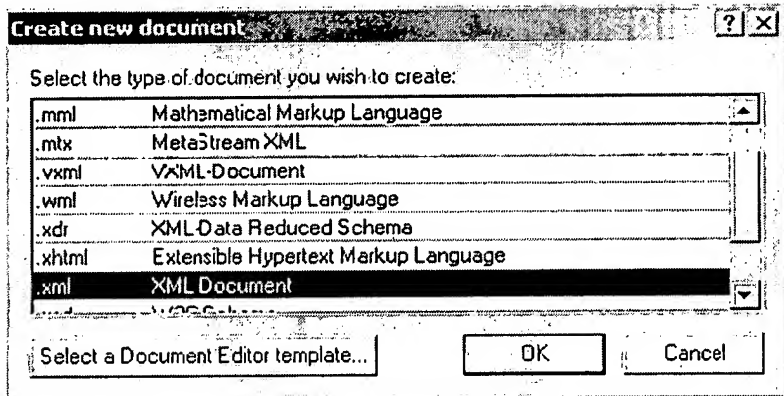 Create new document
Select the type of document you wish to create:
.mml Mathematical Markup Language
.mtx MetaStream XML
.vxml VXML-Document
.wml Wireless Markup Language
.xdr XML-Data Reduced Schema
.xhtml Extensible Hypertext Markup Language
.xml XML Document
Select a Document Editor template... OK Cancel